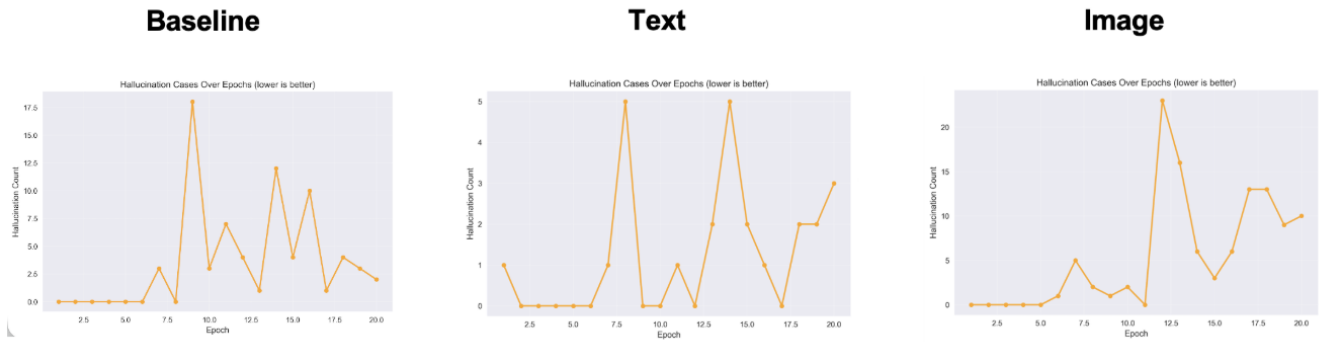 Baseline
Text
Image
Hallucination Cases Over Epochs (lower is better)
17.5
15.0
12.5
10.0
7.5
5.0
2.5
0.0
Hallucination Count
2.5 5.0 7.5 10.0 12.5 15.0 17.5 20.0
Epoch
Hallucination Cases Over Epochs (lower is better)
5
4
3
2
1
0
Hallucination Count
2.5 5.0 7.5 10.0 12.5 15.0 17.5 20.0
Epoch
Hallucination Cases Over Epochs (lower is better)
20
15
10
5
0
Hallucination Count
2.5 5.0 7.5 10.0 12.5 15.0 17.5 20.0
Epoch